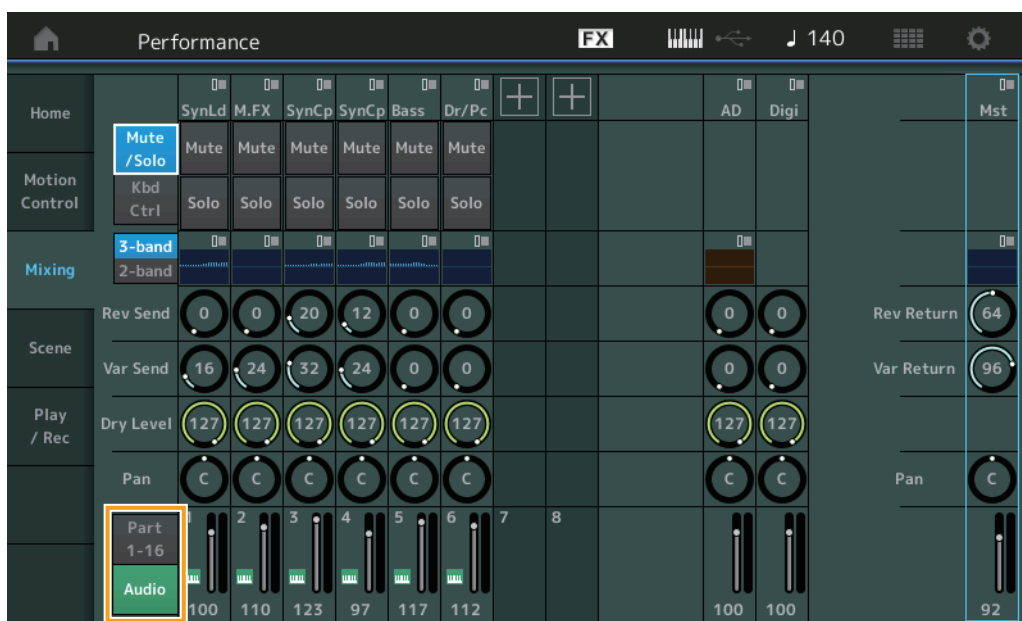 Performance FX 140
Home SynLd M.FX SynCp SynCp Bass Dr/Pc AD Digi Mst
Mute Mute Mute Mute Mute Mute Mute
/Solo
Motion
Control
Kbd
Ctrl
Solo Solo Solo Solo Solo Solo
Mixing
3-band
2-band
Rev Send 0 0 20 12 0 0 0 0 Rev Return 64
Scene
Var Send 16 24 32 24 0 0 0 0 Var Return 96
Play
/ Rec
Dry Level 127 127 127 127 127 127 127 127
Pan C C C C C C C C Pan C
Part
1-16
1 2 3 4 5 6 7 8
Audio
100 110 123 97 117 112 100 100 92